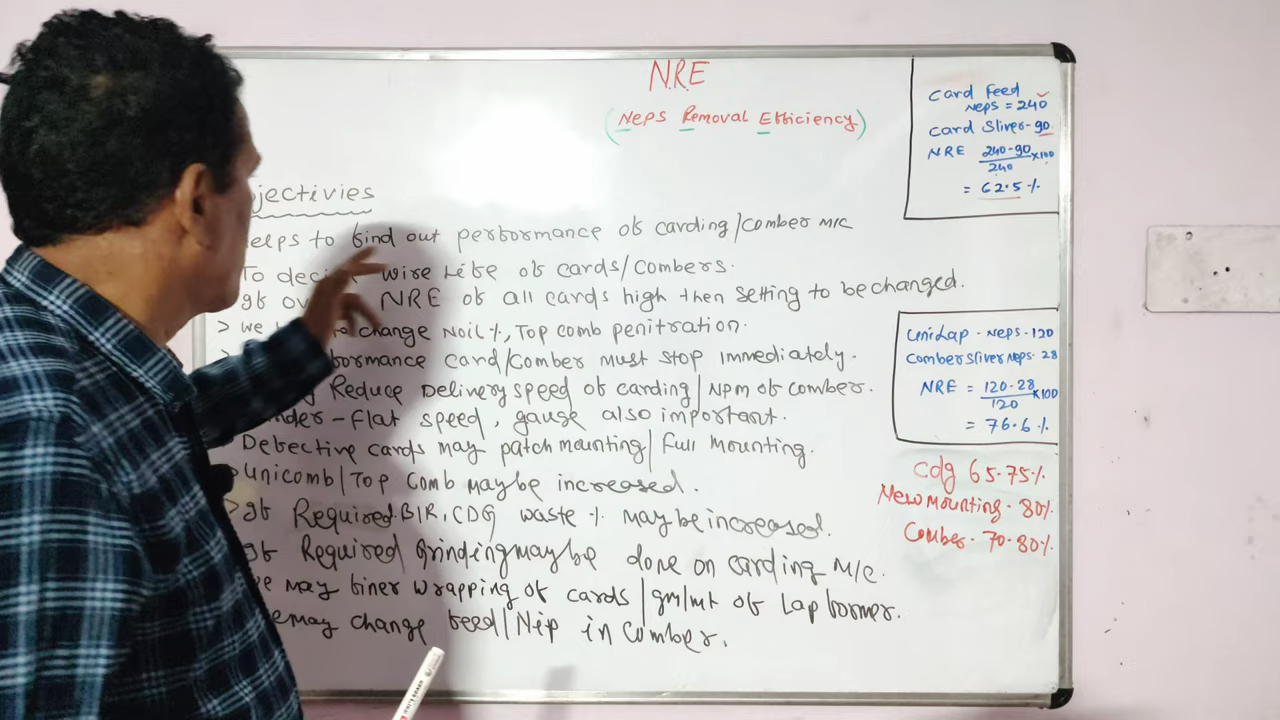 N.R.E
(Neps Removal Efficiency)
jectivies
elps to find out performance of carding/Comber m/c
To deci wire Life of cards/Combers.
If ov NRE of all cards high then setting to be changed.
> we to change Noil %, Top comb penitration.
formance card/Comber must stop immediately.
Reduce Delivery speed of carding/Npm of comber.
nder-Flat speed, gauge also important.
Defective cards may patch mounting/Full Mounting.
> Unicomb/Top Comb may be increased.
> If Required. B/R, CDG waste % may be increased.
If Required Grinding may be done on carding M/c.
e may finer wrapping of cards/gm/mt of Lap former.
e may change feed/Nip in Comber.
Card Feed
Neps = 240
Card Sliver - 90
NRE 240-90/240 x100
= 62.5 %
UniLap - Neps - 120
Comber Sliver Neps - 28
NRE = 120-28/120 x100
= 76.6 %
Cdg 65-75%
New mounting - 80%
Comber - 70-80%